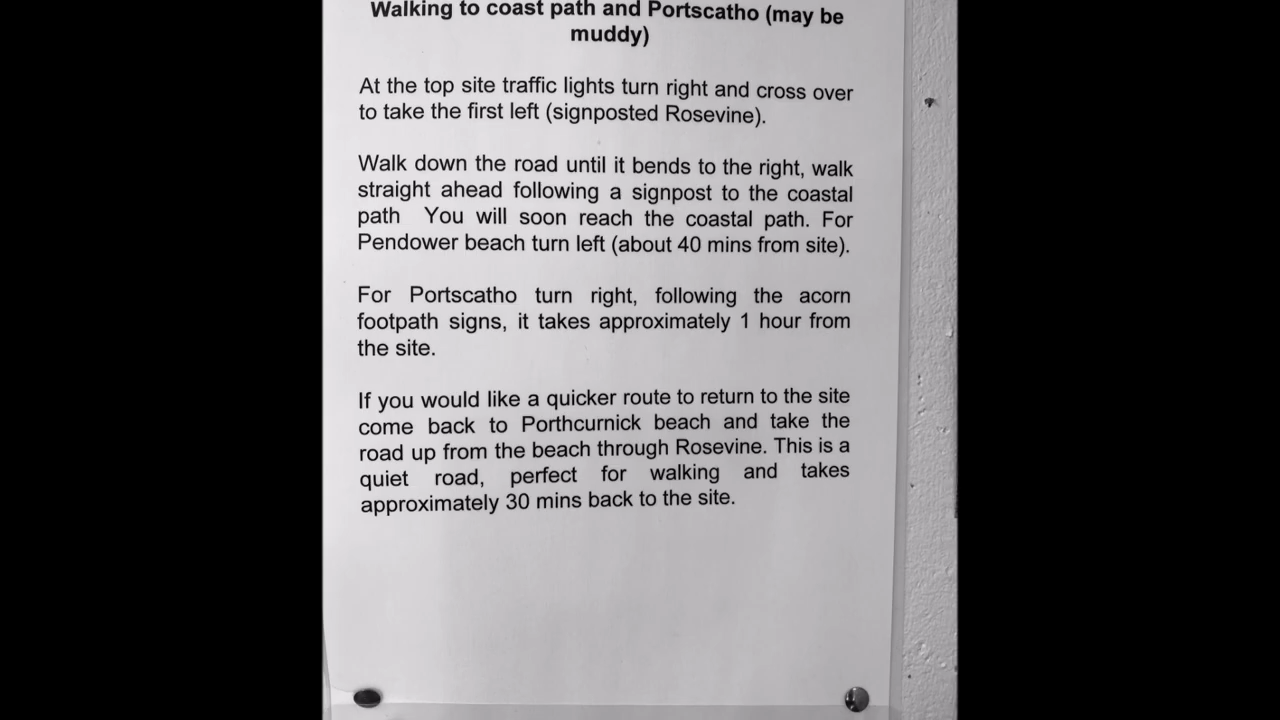 Walking to coast path and Portscatho (may be
muddy)
At the top site traffic lights turn right and cross over
to take the first left (signposted Rosevine).
Walk down the road until it bends to the right, walk
straight ahead following a signpost to the coastal
path  You will soon reach the coastal path. For
Pendower beach turn left (about 40 mins from site).
For Portscatho turn right, following the acorn
footpath signs, it takes approximately 1 hour from
the site.
If you would like a quicker route to return to the site
come back to Porthcurnick beach and take the
road up from the beach through Rosevine. This is a
quiet road, perfect for walking and takes
approximately 30 mins back to the site.